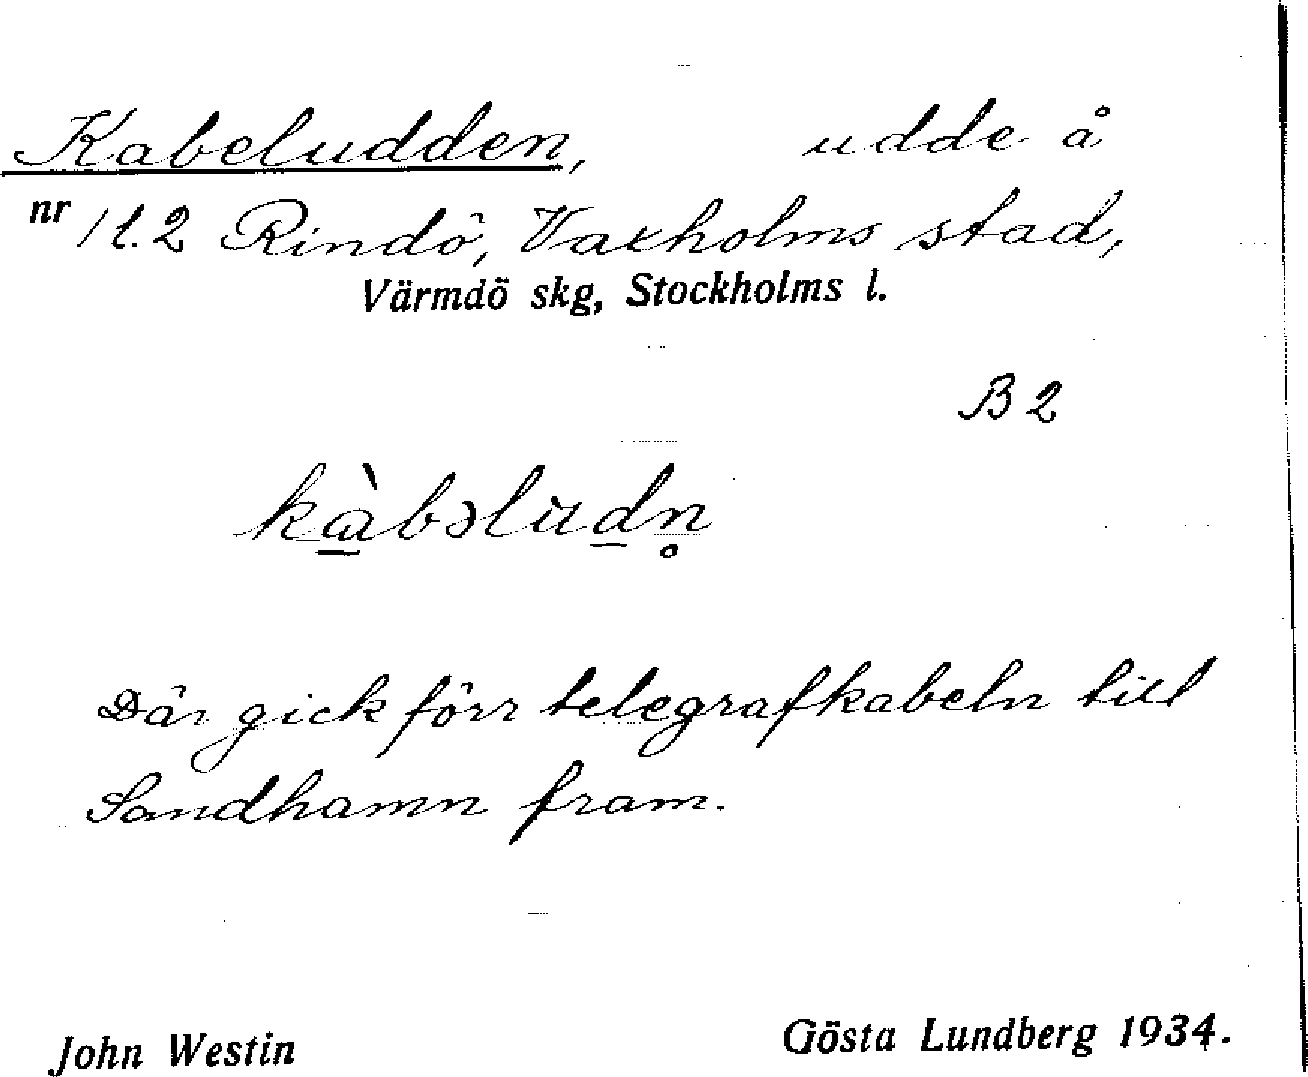 Kabeludden, udde å
nr 1 l.2 Rindö, Vaxholms stad,
Värmdö skg, Stockholms l.
B 2
kàbəludn̥
Där gick förr telegrafkabeln till
Sandhamn fram.
John Westin Gösta Lundberg 1934.